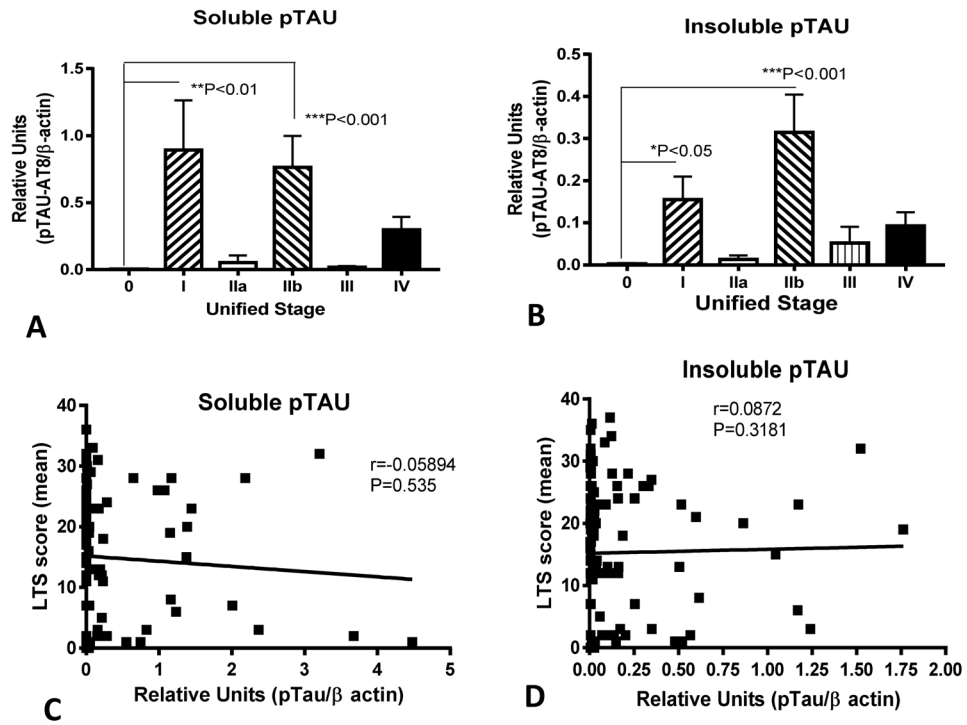 Soluble pTAU
Relative Units
(pTAU-AT8/β-actin)
1.5
1.0
0.5
0.0
**P<0.01
***P<0.001
0 I IIa IIb III IV
Unified Stage
A
Insoluble pTAU
Relative Units
(pTAU-AT8/β-actin)
0.5
0.4
0.3
0.2
0.1
0.0
***P<0.001
*P<0.05
0 I IIa IIb III IV
Unified Stage
B
Soluble pTAU
LTS score (mean)
40
30
20
10
0
r=-0.05894
P=0.535
0 1 2 3 4 5
Relative Units (pTau/β actin)
C
Insoluble pTAU
LTS score (mean)
40
30
20
10
0
r=0.0872
P=0.3181
0.00 0.25 0.50 0.75 1.00 1.25 1.50 1.75 2.00
Relative Units (pTau/β actin)
D